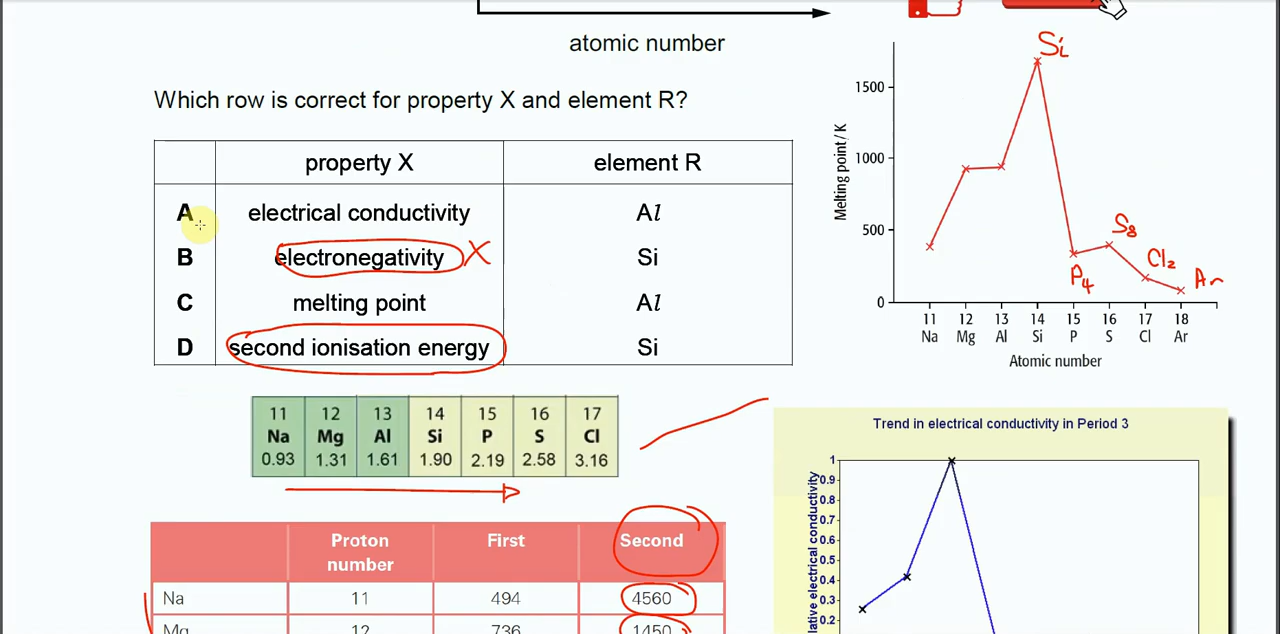 atomic number
Which row is correct for property X and element R?
property X element R
A electrical conductivity Al
B electronegativity X Si
C melting point Al
D second ionisation energy Si
11 12 13 14 15 16 17
Na Mg Al Si P S Cl
0.93 1.31 1.61 1.90 2.19 2.58 3.16
Proton number First Second
Na 11 494 4560
Mg 12 736 1450
Melting point / K
1500
1000
500
0
Si
P4
S8
Cl2
Ar
11 12 13 14 15 16 17 18
Na Mg Al Si P S Cl Ar
Atomic number
Trend in electrical conductivity in Period 3
electrical conductivity
1
0.9
0.8
0.7
0.6
0.5
0.4
0.3
0.2